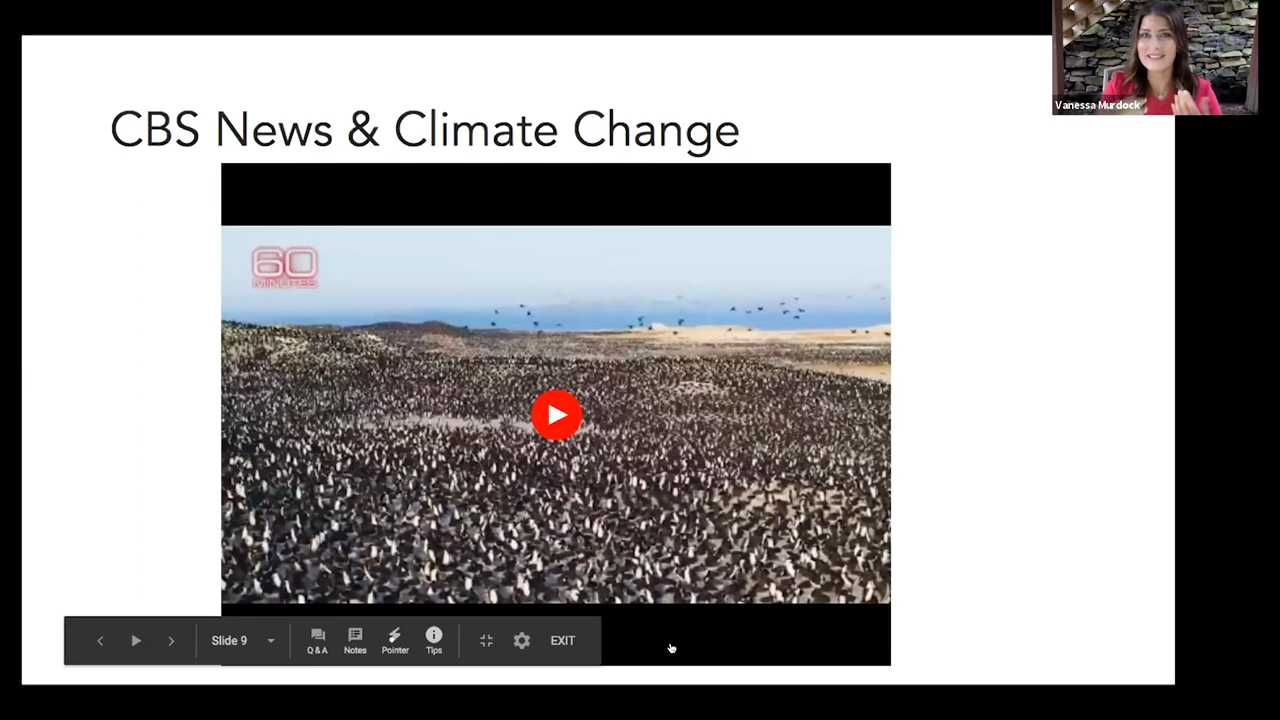 Vanessa Murdock
CBS News & Climate Change
60
MINUTES
Slide 9
Q & A
Notes
Pointer
Tips
EXIT